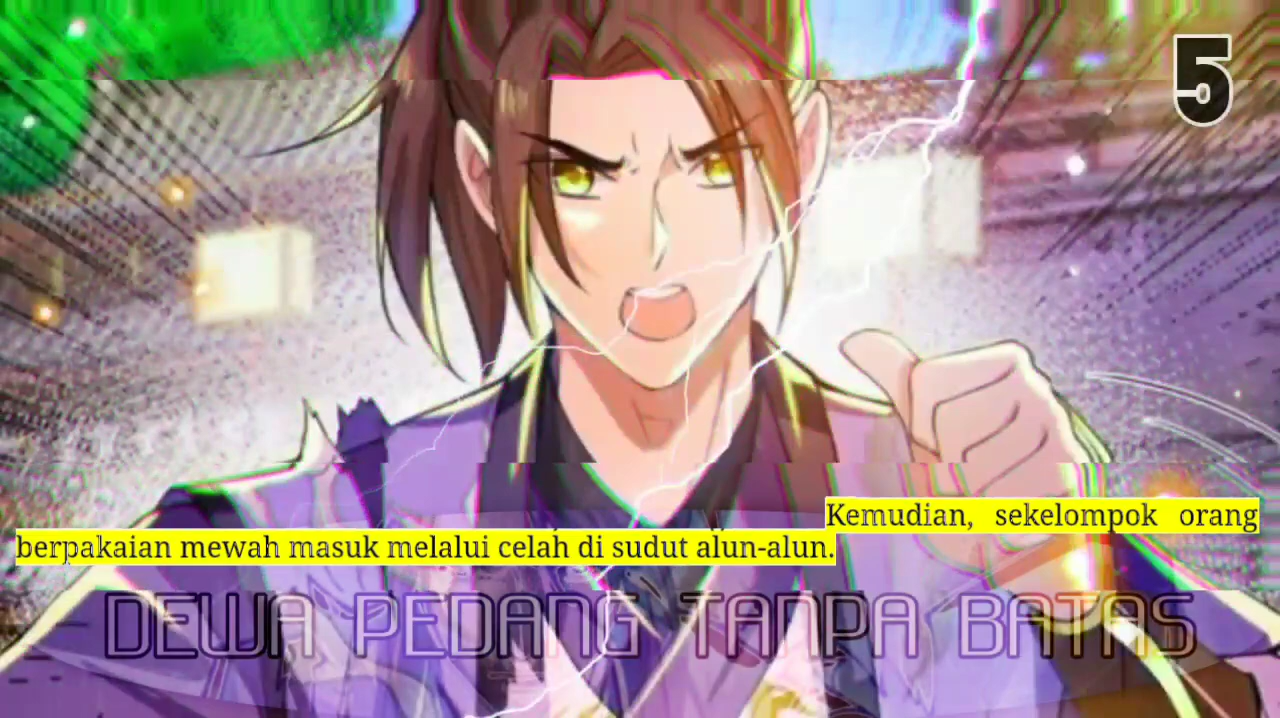 5
Kemudian, sekelompok orang
berpakaian mewah masuk melalui celah di sudut alun-alun.
DEWA PEDANG TANPA BATAS